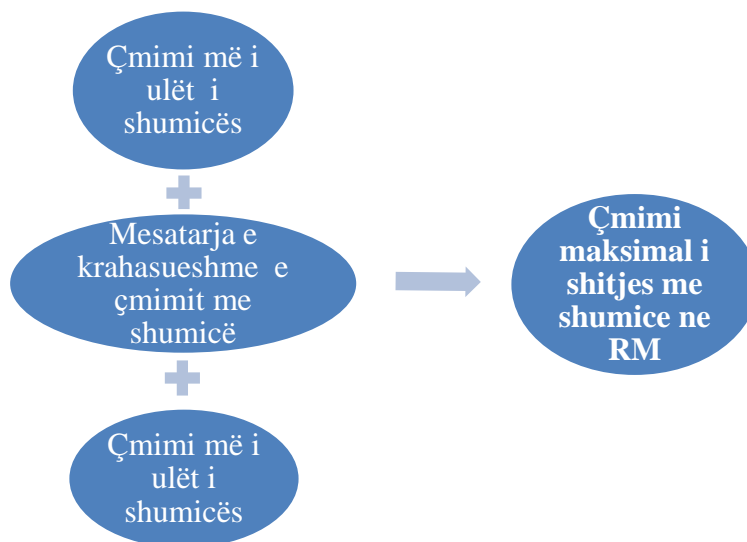 Çmimi më i
ulët i
shumicës
Mesatarja e
krahasueshme e
çmimit me
shumicë
Çmimi më i
ulët i
shumicës
Çmimi
maksimal i
shitjes me
shumice ne
RM